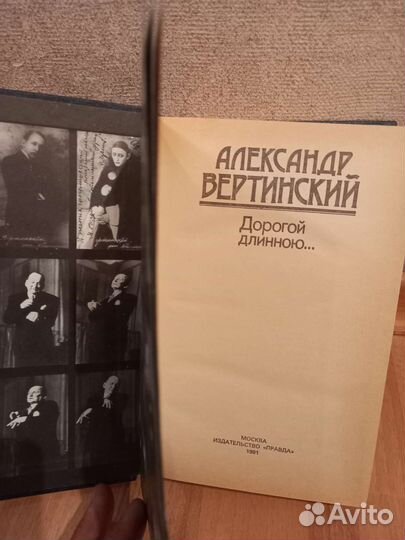 АЛЕКСАНДР
ВЕРТИНСКИЙ
Дорогой
длинною...
МОСКВА
ИЗДАТЕЛЬСТВО «ПРАВДА»
1991
Avito